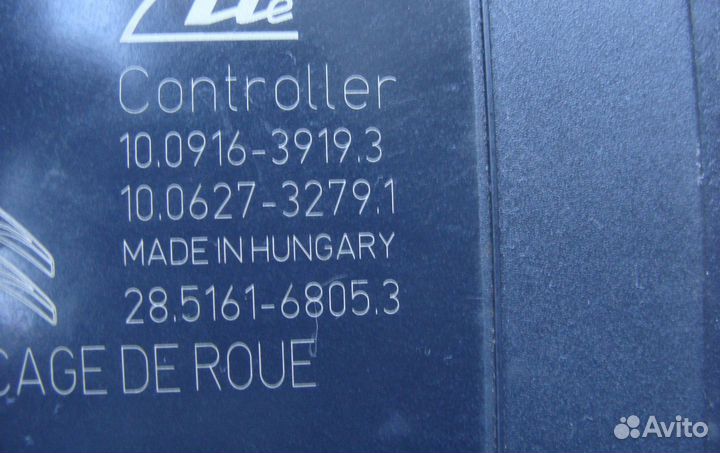 Ate
Controller
10.0916-3919.3
10.0627-3279.1
MADE IN HUNGARY
28.5161-6805.3
CAGE DE ROUE
Avito